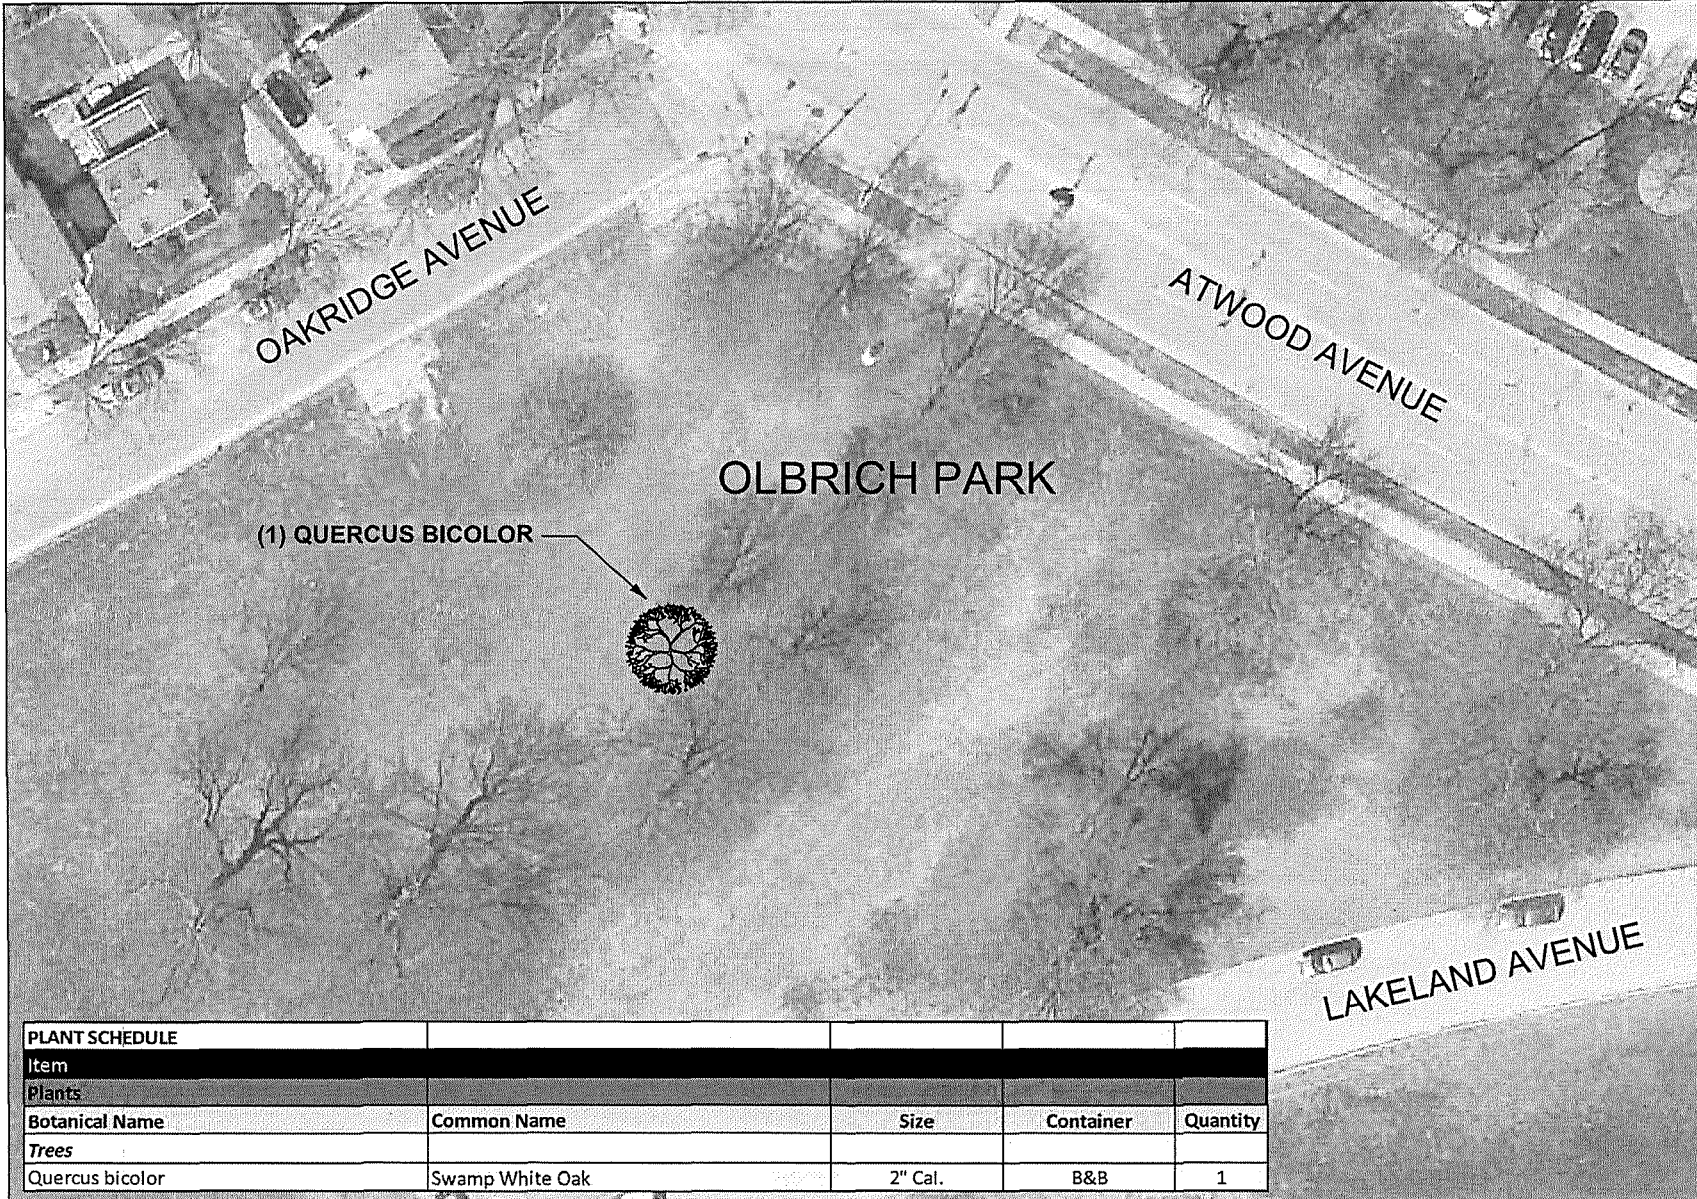 OAKRIDGE AVENUE
ATWOOD AVENUE
OLBRICH PARK
(1) QUERCUS BICOLOR
LAKELAND AVENUE
PLANT SCHEDULE
Item
Plants
Botanical Name Common Name Size Container Quantity
Trees
Quercus bicolor Swamp White Oak 2" Cal. B&B 1